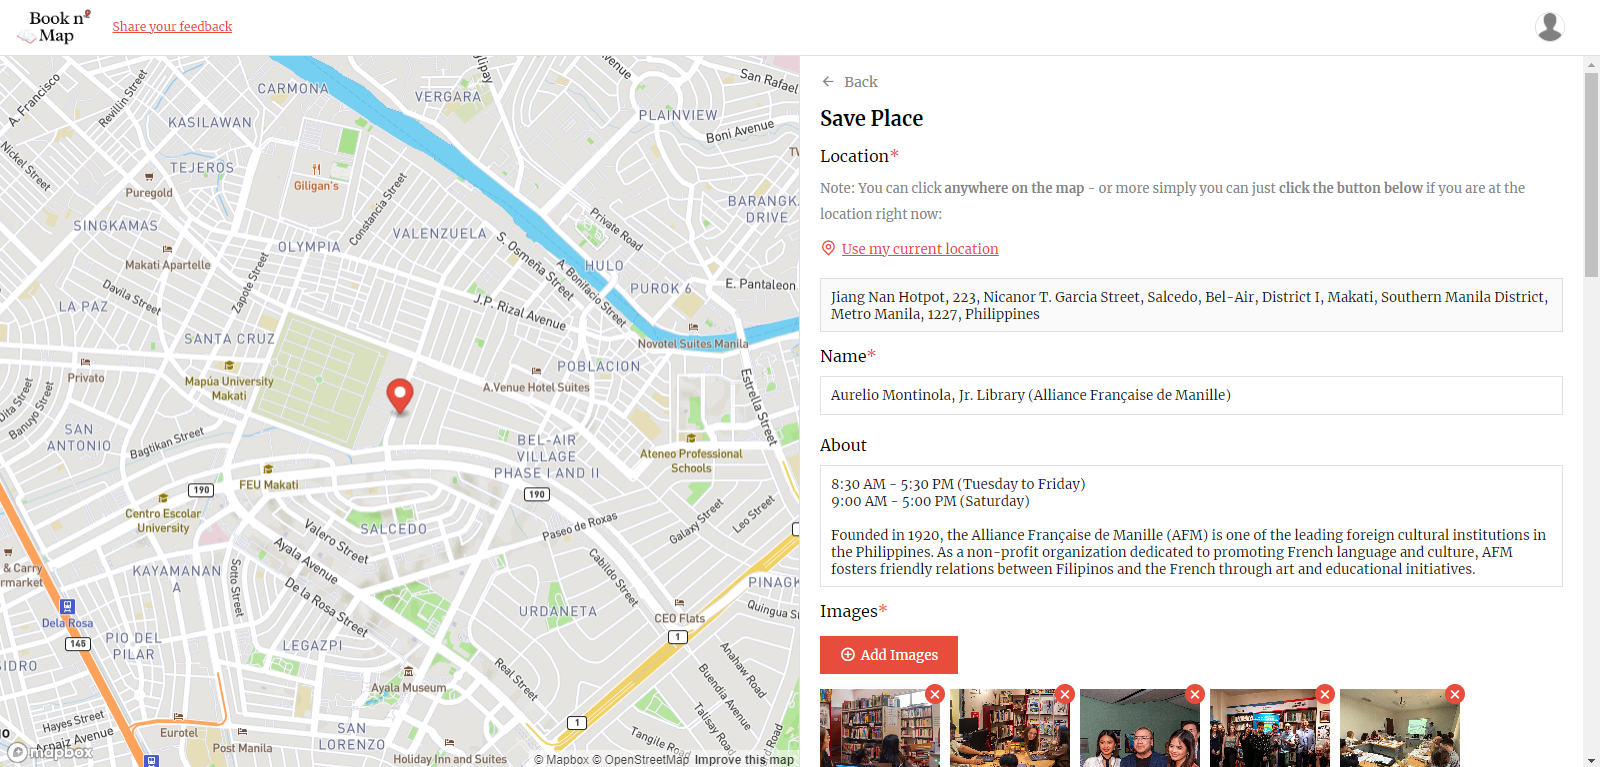 Book n
Map
Share your feedback
Back
Save Place
Location*
Note: You can click anywhere on the map - or more simply you can just click the button below if you are at the
location right now:
Use my current location
Jiang Nan Hotpot, 223, Nicanor T. Garcia Street, Salcedo, Bel-Air, District I, Makati, Southern Manila District,
Metro Manila, 1227, Philippines
Name*
Aurelio Montinola, Jr. Library (Alliance Française de Manille)
About
8:30 AM - 5:30 PM (Tuesday to Friday)
9:00 AM - 5:00 PM (Saturday)
Founded in 1920, the Alliance Française de Manille (AFM) is one of the leading foreign cultural institutions in
the Philippines. As a non-profit organization dedicated to promoting French language and culture, AFM
fosters friendly relations between Filipinos and the French through art and educational initiatives.
Images*
Add Images
A. Francisco
Revillin Street
CARMONA
VERGARA
San Rafael
KASILAWAN
PLAINVIEW
Boni Avenue
Nickel Street
TEJEROS
Puregold
Giligan's
Constancia Street
BARANGK
DRIVE
SINGKAMAS
Private Road
VALENZUELA
OLYMPIA
S. Osmeña Street
Makati Apartelle
HULO
A. Bonifacio Street
Zapote Street
Davila Street
PUROK 6
E. Pantaleon
LA PAZ
J.P. Rizal Avenue
SANTA CRUZ
Novotel Suites Manila
POBLACION
Privato
Mapúa University
Makati
A.Venue Hotel Suites
Estrella Street
Dita Street
Banuyo Street
SAN
ANTONIO
Bagtikan Street
BEL-AIR
VILLAGE
PHASE I AND II
Ateneo Professional
Schools
FEU Makati
190
190
Centro Escolar
University
SALCEDO
Valero Street
Paseo de Roxas
Galaxy Street
Leo Street
Ayala Avenue
& Carry
ermarket
KAYAMANAN
A
Sotto Street
De La Rosa Street
Cabildo Street
PINAGK
Dela Rosa
URDANETA
CEO Flats
Quingua Str
145
PIO DEL
PILAR
LEGAZPI
1
SIDRO
Real Street
Anahaw Road
Buendia Road
Ayala Museum
Talisay Road
Hayes Street
Arnaiz Avenue
Eurotel
Post Manila
SAN
LORENZO
1
Tangile Road
Holiday Inn and Suites
mapbox
© Mapbox © OpenStreetMap Improve this map